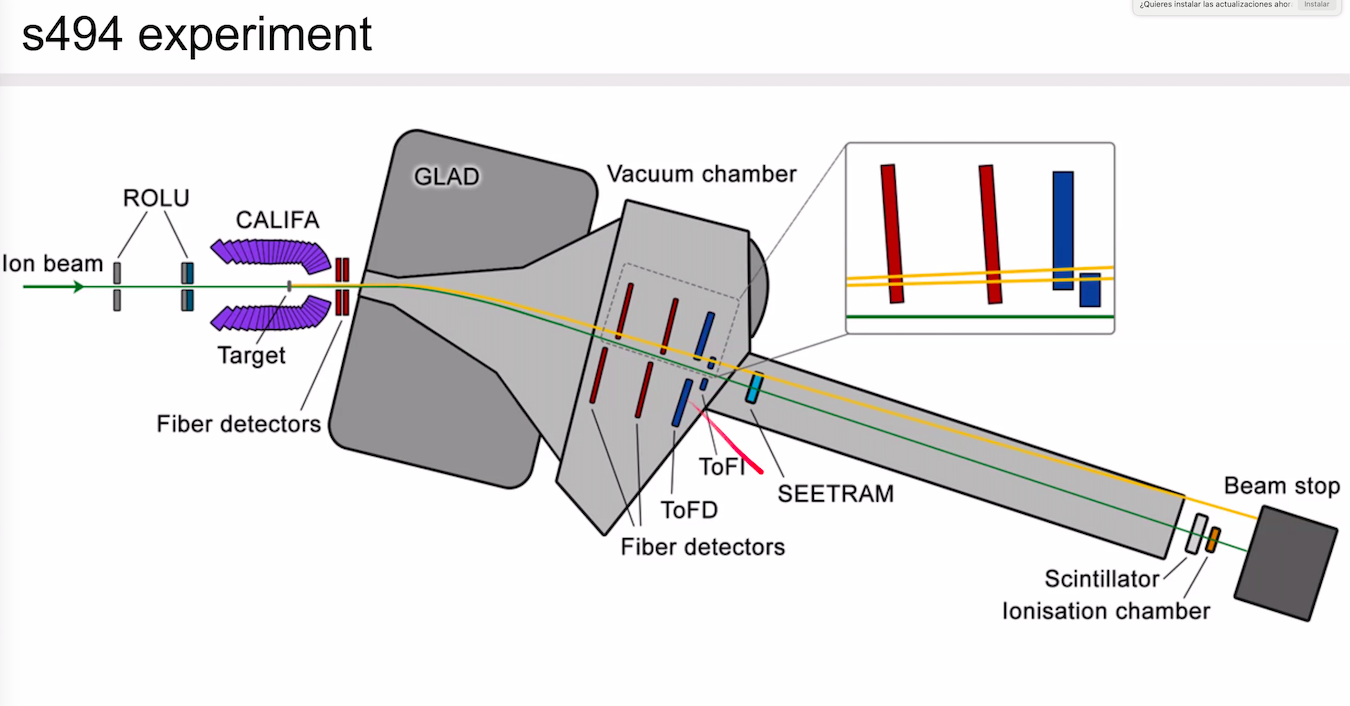 ¿Quieres instalar las actualizaciones ahor
Instalar
s494 experiment
GLAD
Vacuum chamber
ROLU
CALIFA
Ion beam
Target
Fiber detectors
ToFI
SEETRAM
ToFD
Fiber detectors
Beam stop
Scintillator
Ionisation chamber